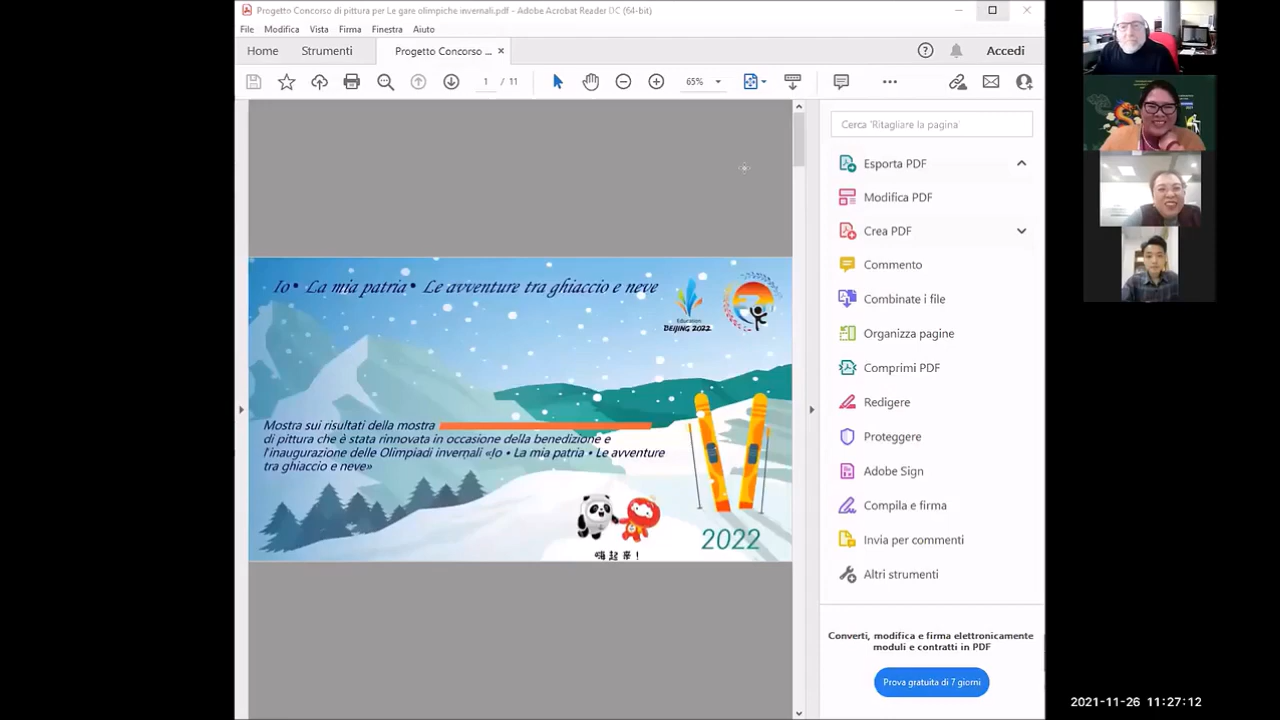 Progetto Concorso di pittura per Le gare olimpiche invernali.pdf - Adobe Acrobat Reader DC (64-bit)
File Modifica Vista Firma Finestra Aiuto
Home Strumenti Progetto Concorso ... × Accedi
1 / 11 65%
Cerca 'Ritagliare la pagina'
Esporta PDF
Modifica PDF
Crea PDF
Commento
Combinate i file
Organizza pagine
Comprimi PDF
Redigere
Proteggere
Adobe Sign
Compila e firma
Invia per commenti
Altri strumenti
Converti, modifica e firma elettronicamente
moduli e contratti in PDF
Prova gratuita di 7 giorni
Io • La mia patria • Le avventure tra ghiaccio e neve
Education
BEIJING 2022
Mostra sui risultati della mostra
di pittura che è stata rinnovata in occasione della benedizione e
l'inaugurazione delle Olimpiadi invernali «Io • La mia patria • Le avventure
tra ghiaccio e neve»
嗨起来!
2022
2021-11-26 11:27:12